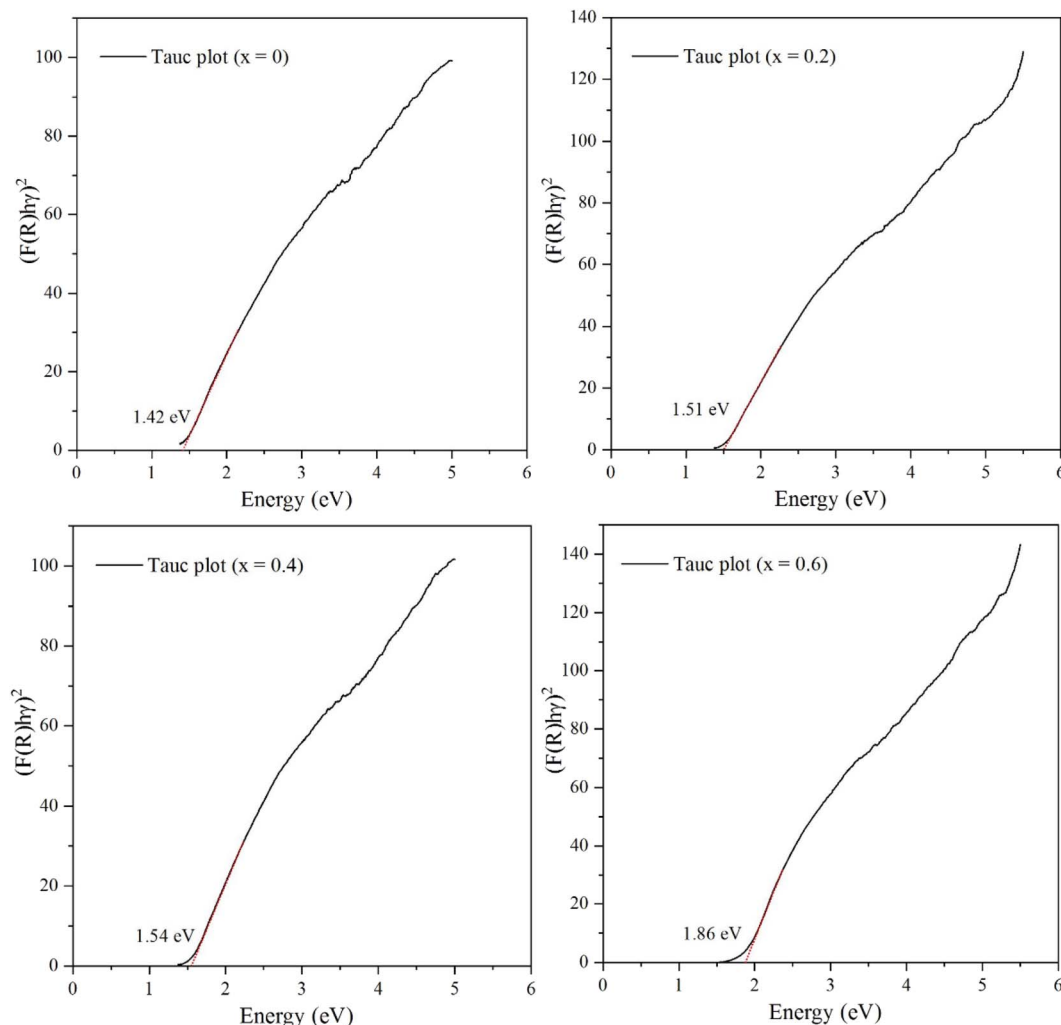 Tauc plot (x = 0)
(F(R)hγ)²
100
80
60
40
20
0
1.42 eV
0 1 2 3 4 5 6
Energy (eV)
Tauc plot (x = 0.2)
(F(R)hγ)²
140
120
100
80
60
40
20
0
1.51 eV
0 1 2 3 4 5 6
Energy (eV)
Tauc plot (x = 0.4)
(F(R)hγ)²
100
80
60
40
20
0
1.54 eV
0 1 2 3 4 5 6
Energy (eV)
Tauc plot (x = 0.6)
(F(R)hγ)²
140
120
100
80
60
40
20
0
1.86 eV
0 1 2 3 4 5 6
Energy (eV)